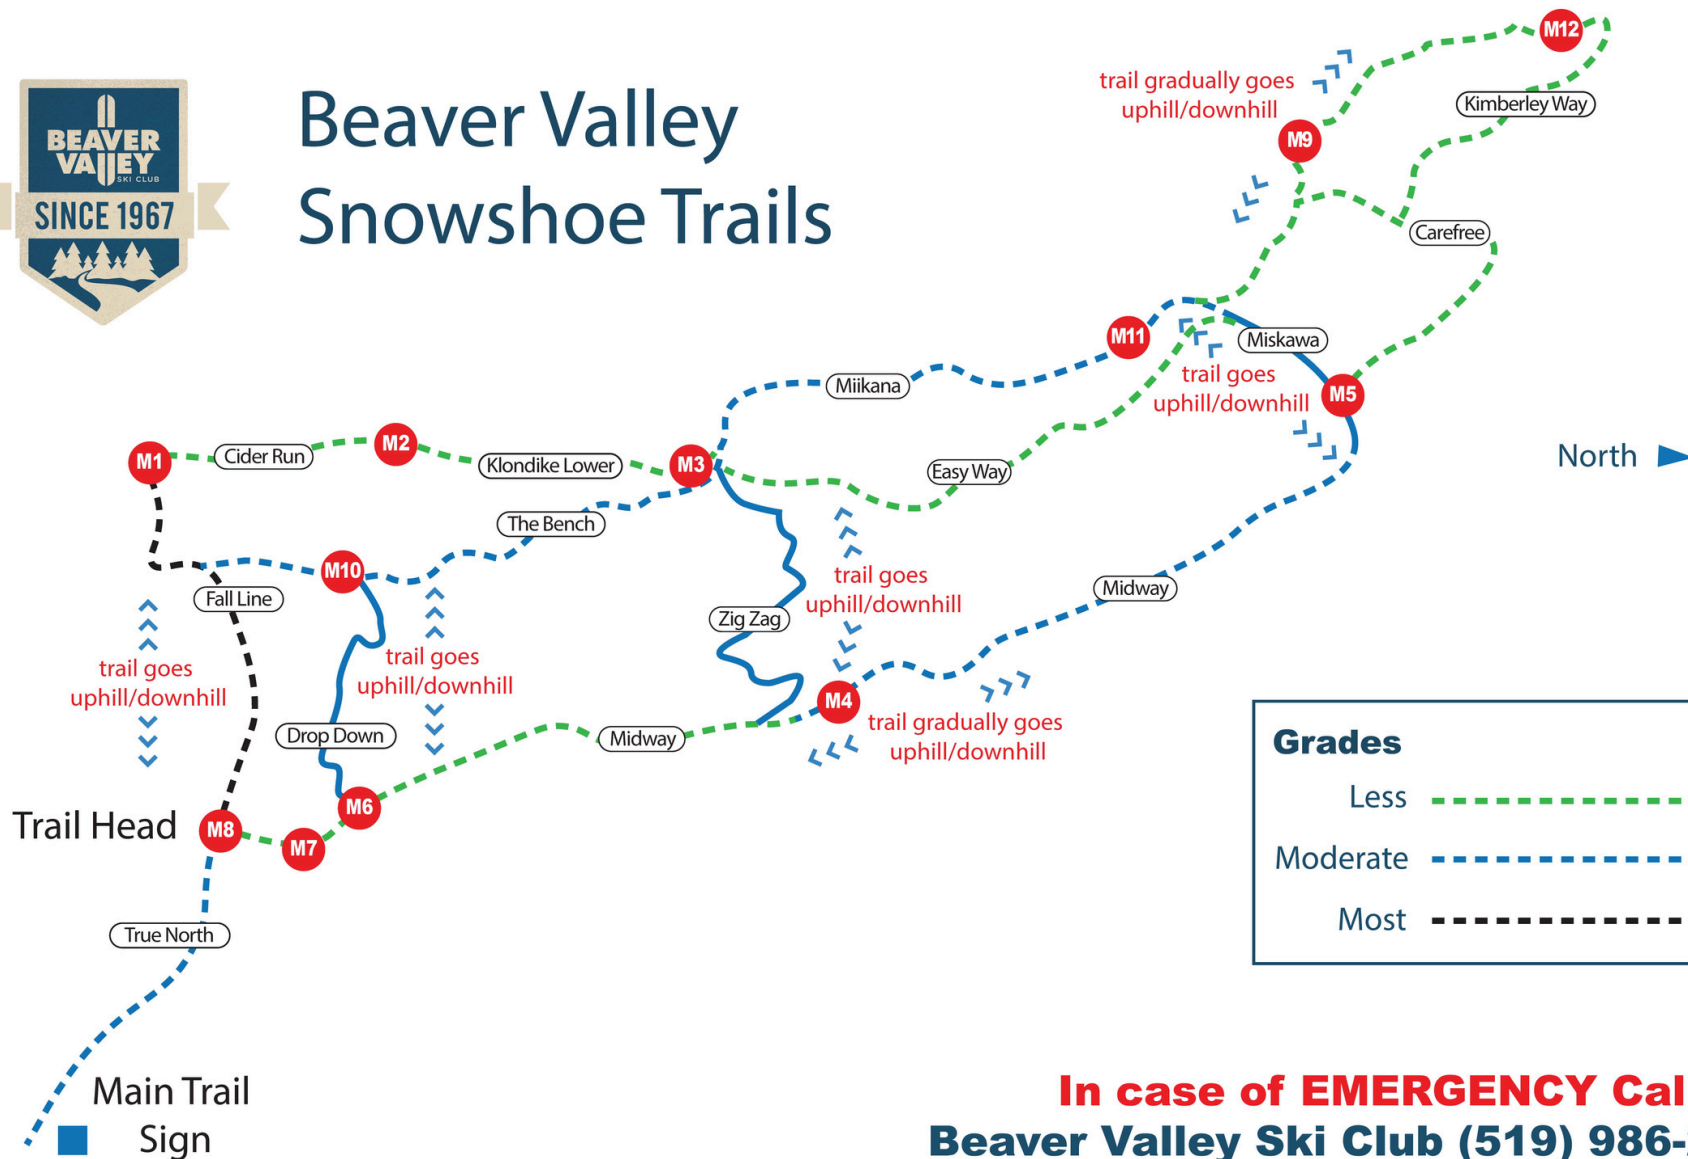 BEAVER
VALLEY
SKI CLUB
SINCE 1967
Beaver Valley
Snowshoe Trails
M12
trail gradually goes
uphill/downhill
Kimberley Way
M9
Carefree
M11
Miskawa
trail goes
uphill/downhill
M5
Miikana
North
M1
Cider Run
M2
Klondike Lower
M3
Easy Way
The Bench
M10
Fall Line
trail goes
uphill/downhill
Midway
Zig Zag
trail goes
uphill/downhill
trail goes
uphill/downhill
M4
trail gradually goes
uphill/downhill
Drop Down
Midway
M6
Trail Head
M8
M7
Grades
Less
Moderate
Most
True North
Main Trail
Sign
In case of EMERGENCY Cal
Beaver Valley Ski Club (519) 986-